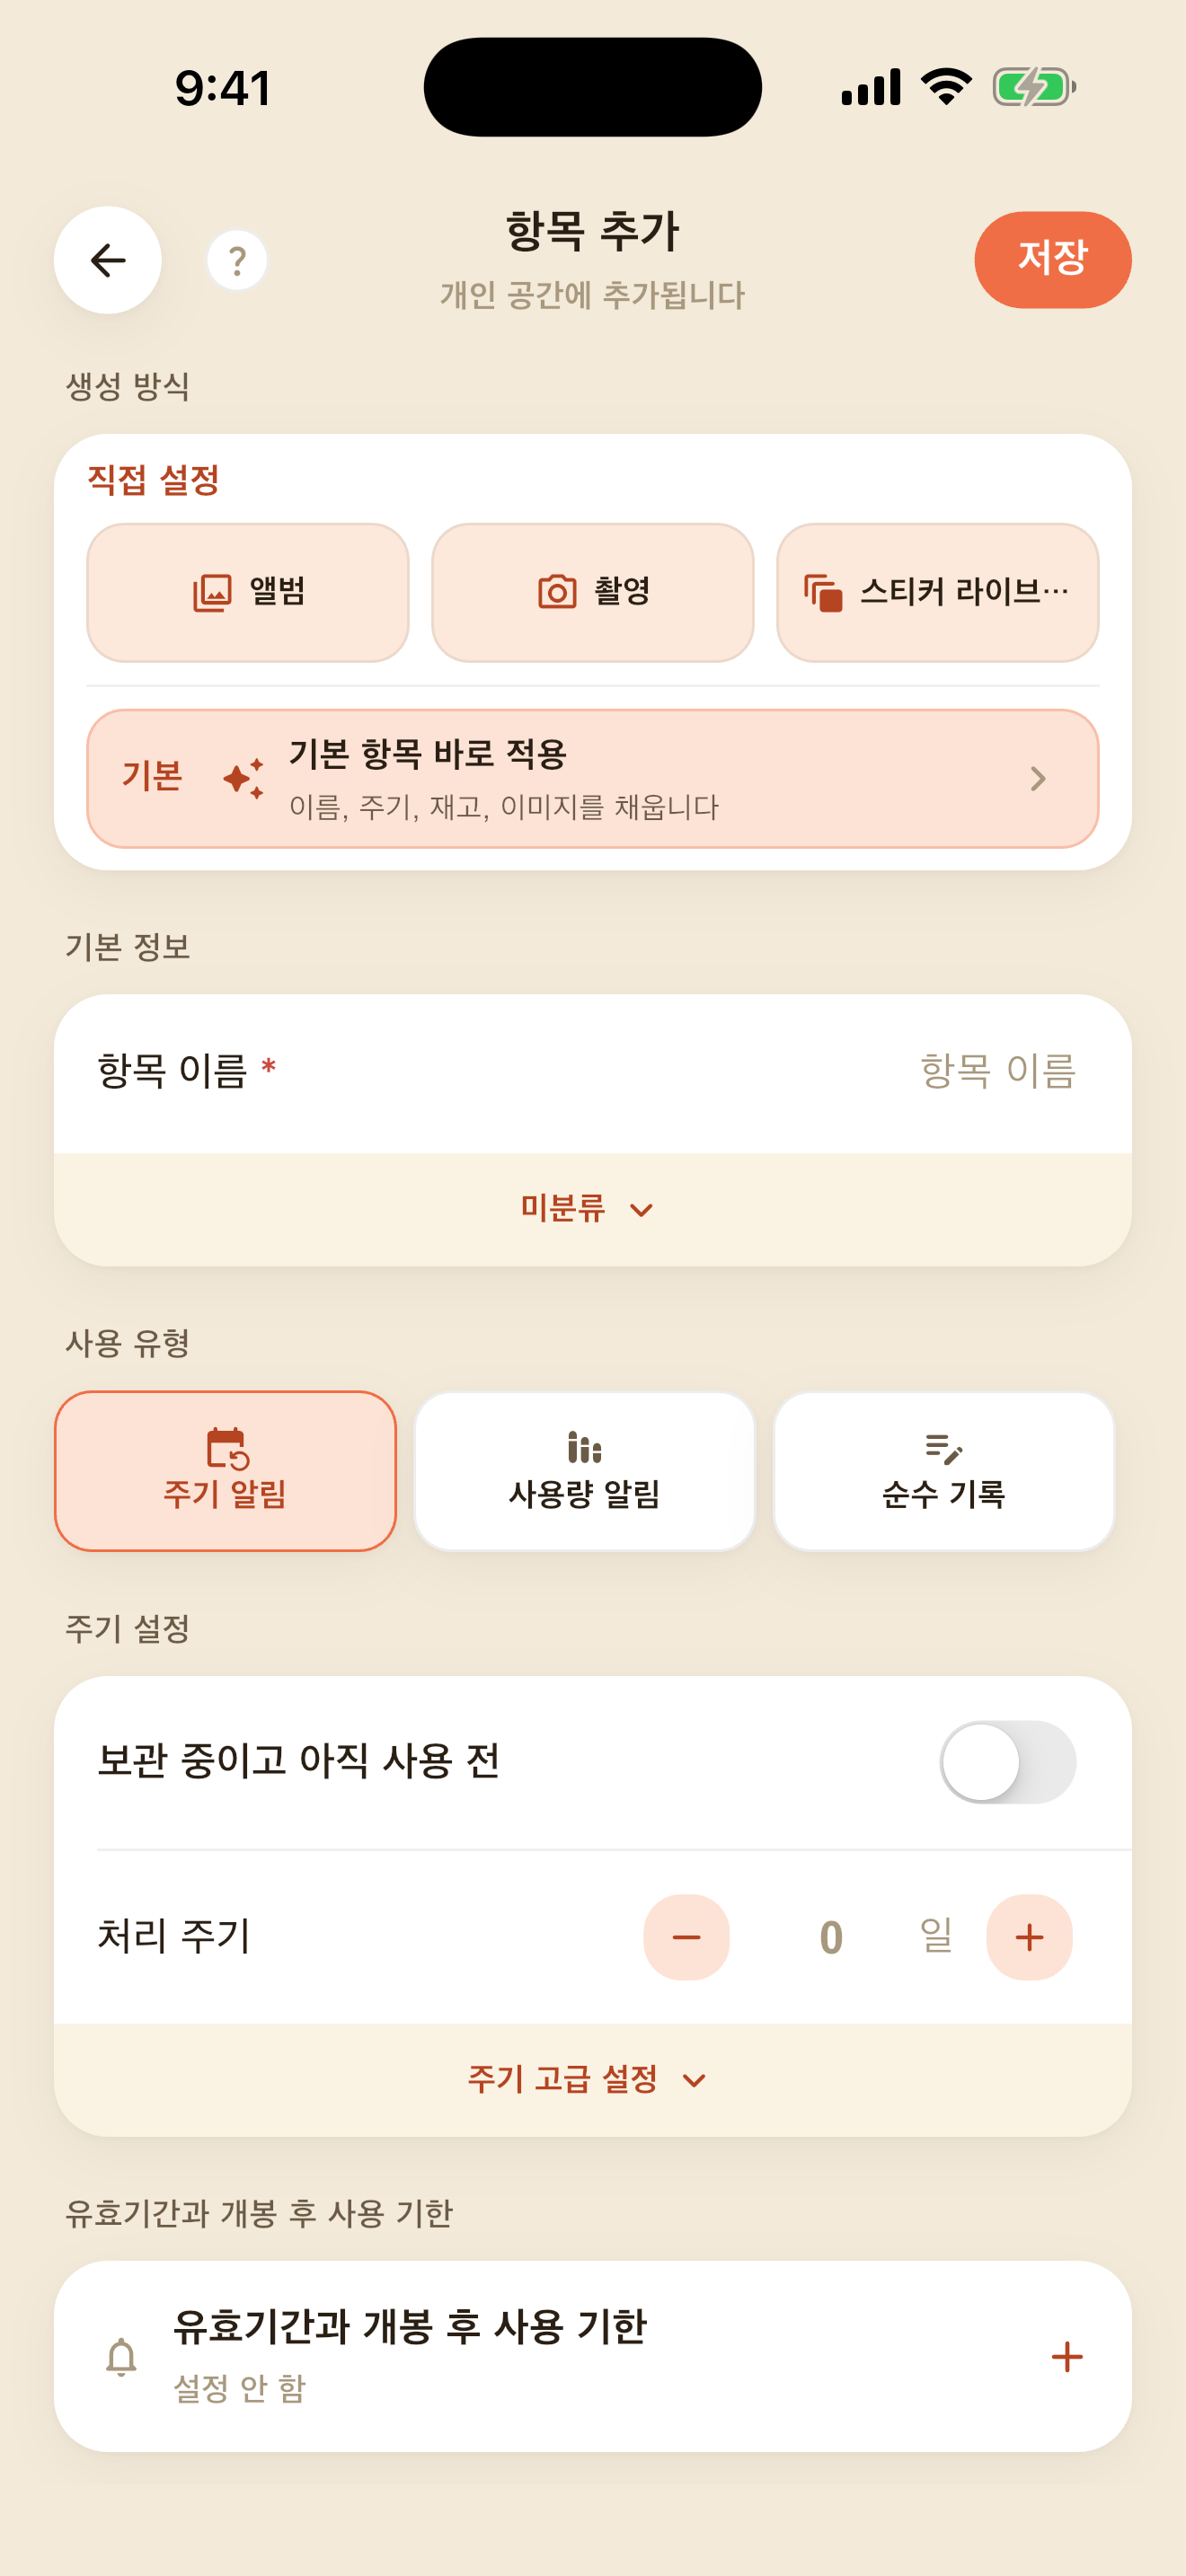 9:41
?
항목 추가
개인 공간에 추가됩니다
저장
생성 방식
직접 설정
앨범
촬영
스티커 라이브…
기본
기본 항목 바로 적용
이름, 주기, 재고, 이미지를 채웁니다
기본 정보
항목 이름 *
항목 이름
미분류
사용 유형
주기 알림
사용량 알림
순수 기록
주기 설정
보관 중이고 아직 사용 전
처리 주기
0
일
주기 고급 설정
유효기간과 개봉 후 사용 기한
유효기간과 개봉 후 사용 기한
설정 안 함